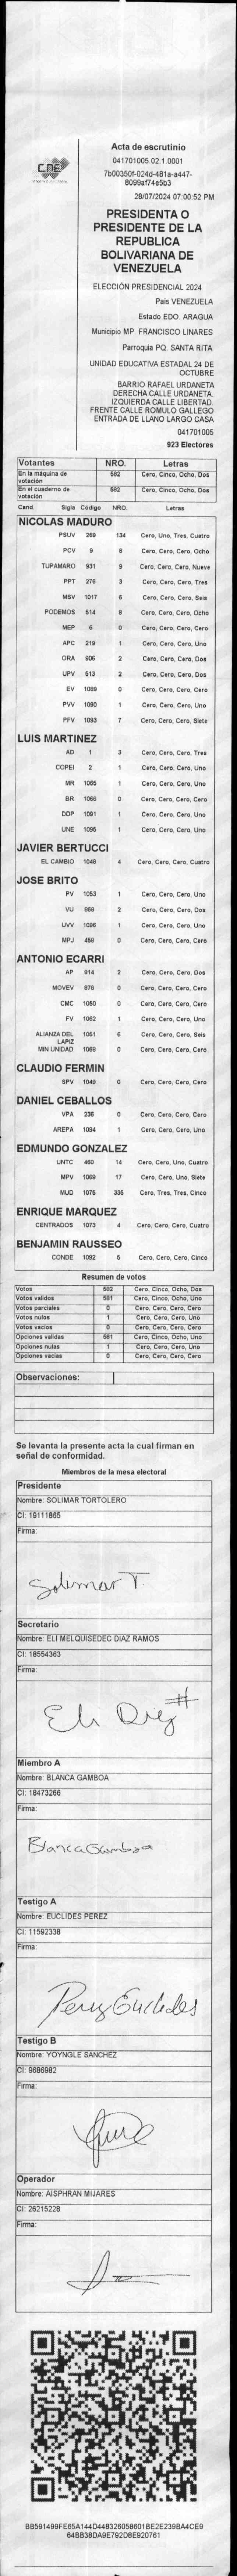 CNE
Acta de escrutinio
041701005.02.1.0001
7b00350f-024d-481a-a447-
8099af74e5b3
28/07/2024 07:00:52 PM
PRESIDENTA O
PRESIDENTE DE LA
REPUBLICA
BOLIVARIANA DE
VENEZUELA
ELECCIÓN PRESIDENCIAL 2024
País VENEZUELA
Estado EDO. ARAGUA
Municipio MP. FRANCISCO LINARES
Parroquia PQ. SANTA RITA
UNIDAD EDUCATIVA ESTADAL 24 DE
OCTUBRE
BARRIO RAFAEL URDANETA
DERECHA CALLE URDANETA.
IZQUIERDA CALLE LIBERTAD.
FRENTE CALLE ROMULO GALLEGO
ENTRADA DE LLANO LARGO CASA
041701005
923 Electores
Votantes NRO. Letras
En la máquina de votación 582 Cero, Cinco, Ocho, Dos
En el cuaderno de votación 582 Cero, Cinco, Ocho, Dos
Cand. Sigla Código NRO. Letras
NICOLAS MADURO
PSUV 269 134 Cero, Uno, Tres, Cuatro
PCV 9 8 Cero, Cero, Cero, Ocho
TUPAMARO 931 9 Cero, Cero, Cero, Nueve
PPT 276 3 Cero, Cero, Cero, Tres
MSV 1017 6 Cero, Cero, Cero, Seis
PODEMOS 514 8 Cero, Cero, Cero, Ocho
MEP 6 0 Cero, Cero, Cero, Cero
APC 219 1 Cero, Cero, Cero, Uno
ORA 906 2 Cero, Cero, Cero, Dos
UPV 513 2 Cero, Cero, Cero, Dos
EV 1089 0 Cero, Cero, Cero, Cero
PVV 1090 1 Cero, Cero, Cero, Uno
PFV 1093 7 Cero, Cero, Cero, Siete
LUIS MARTINEZ
AD 1 3 Cero, Cero, Cero, Tres
COPEI 2 1 Cero, Cero, Cero, Uno
MR 1065 1 Cero, Cero, Cero, Uno
BR 1066 0 Cero, Cero, Cero, Cero
DDP 1091 1 Cero, Cero, Cero, Uno
UNE 1095 1 Cero, Cero, Cero, Uno
JAVIER BERTUCCI
EL CAMBIO 1048 4 Cero, Cero, Cero, Cuatro
JOSE BRITO
PV 1053 1 Cero, Cero, Cero, Uno
VU 869 2 Cero, Cero, Cero, Dos
UVV 1096 1 Cero, Cero, Cero, Uno
MPJ 458 0 Cero, Cero, Cero, Cero
ANTONIO ECARRI
AP 914 2 Cero, Cero, Cero, Dos
MOVEV 979 0 Cero, Cero, Cero, Cero
CMC 1050 0 Cero, Cero, Cero, Cero
FV 1062 1 Cero, Cero, Cero, Uno
ALIANZA DEL LAPIZ 1051 6 Cero, Cero, Cero, Seis
MIN UNIDAD 1069 0 Cero, Cero, Cero, Cero
CLAUDIO FERMIN
SPV 1049 0 Cero, Cero, Cero, Cero
DANIEL CEBALLOS
VPA 236 0 Cero, Cero, Cero, Cero
AREPA 1094 1 Cero, Cero, Cero, Uno
EDMUNDO GONZALEZ
UNTC 460 14 Cero, Cero, Uno, Cuatro
MPV 1069 17 Cero, Cero, Uno, Siete
MUD 1075 335 Cero, Tres, Tres, Cinco
ENRIQUE MARQUEZ
CENTRADOS 1073 4 Cero, Cero, Cero, Cuatro
BENJAMIN RAUSSEO
CONDE 1092 5 Cero, Cero, Cero, Cinco
Resumen de votos
Votos 582 Cero, Cinco, Ocho, Dos
Votos validos 581 Cero, Cinco, Ocho, Uno
Votos parciales 0 Cero, Cero, Cero, Cero
Votos nulos 1 Cero, Cero, Cero, Uno
Votos vacios 0 Cero, Cero, Cero, Cero
Opciones validas 581 Cero, Cinco, Ocho, Uno
Opciones nulas 1 Cero, Cero, Cero, Uno
Opciones vacias 0 Cero, Cero, Cero, Cero
Observaciones:
Se levanta la presente acta la cual firman en
señal de conformidad.
Miembros de la mesa electoral
Presidente
Nombre: SOLIMAR TORTOLERO
CI: 19111865
Firma:
Solimar T.
Secretario
Nombre: ELI MELQUISEDEC DIAZ RAMOS
CI: 18554363
Firma:
Miembro A
Nombre: BLANCA GAMBOA
CI: 18473266
Firma:
Blanca Gamboa
Testigo A
Nombre: EUCLIDES PEREZ
CI: 11592338
Firma:
Perez Euclides
Testigo B
Nombre: YOYNGLE SANCHEZ
CI: 9686982
Firma:
Operador
Nombre: AISPHRAN MIJARES
CI: 26215228
Firma:
BB591499FE65A144D448326058601BE2E239BA4CE9
64BB3BDA9E792D8E920761